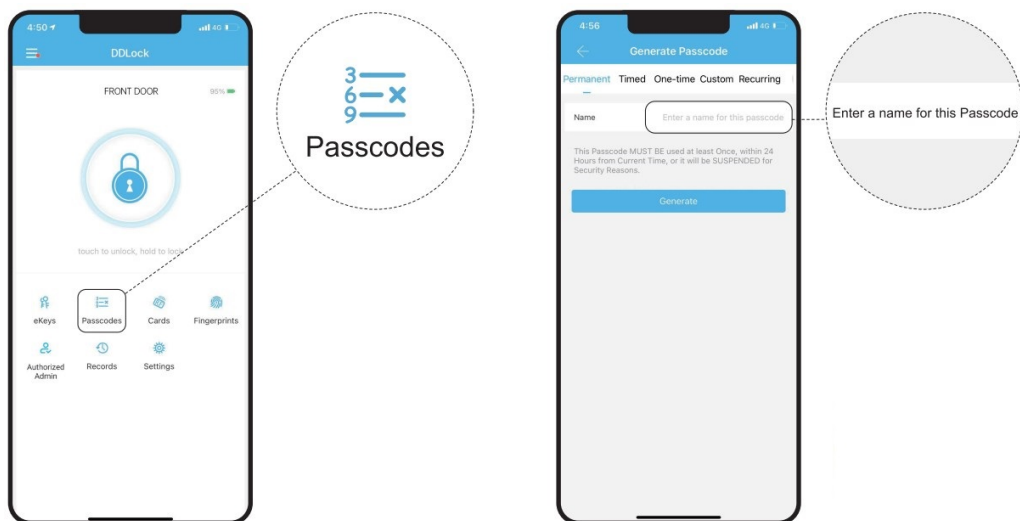 4:50
4G
DDLock
FRONT DOOR
95%
touch to unlock, hold to lock
eKeys
Passcodes
Cards
Fingerprints
Authorized
Admin
Records
Settings
3
6
9
Passcodes
4:56
4G
Generate Passcode
Permanent Timed One-time Custom Recurring
Name
Enter a name for this passcode
This Passcode MUST BE used at least Once, within 24
Hours from Current Time, or it will be SUSPENDED for
Security Reasons.
Generate
Enter a name for this Passcode